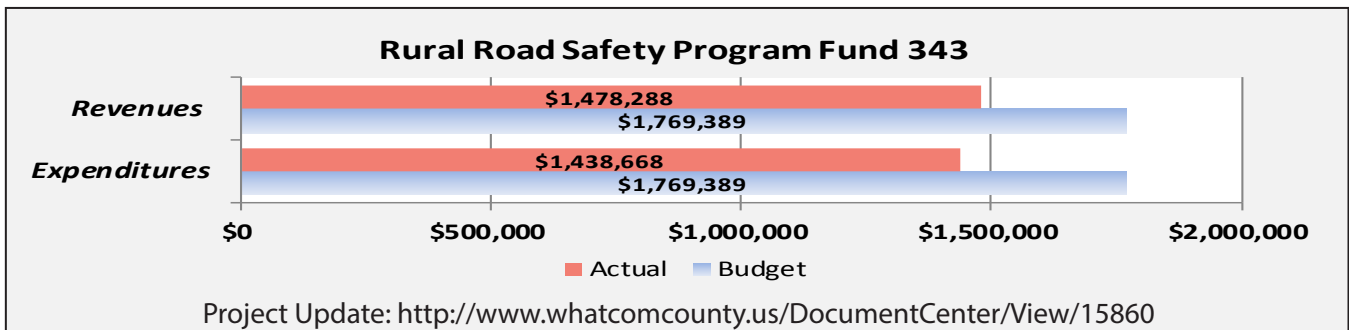 Rural Road Safety Program Fund 343
Revenues
$1,478,288
$1,769,389
Expenditures
$1,438,668
$1,769,389
$0 $500,000 $1,000,000 $1,500,000 $2,000,000
Actual Budget
Project Update: http://www.whatcomcounty.us/DocumentCenter/View/15860